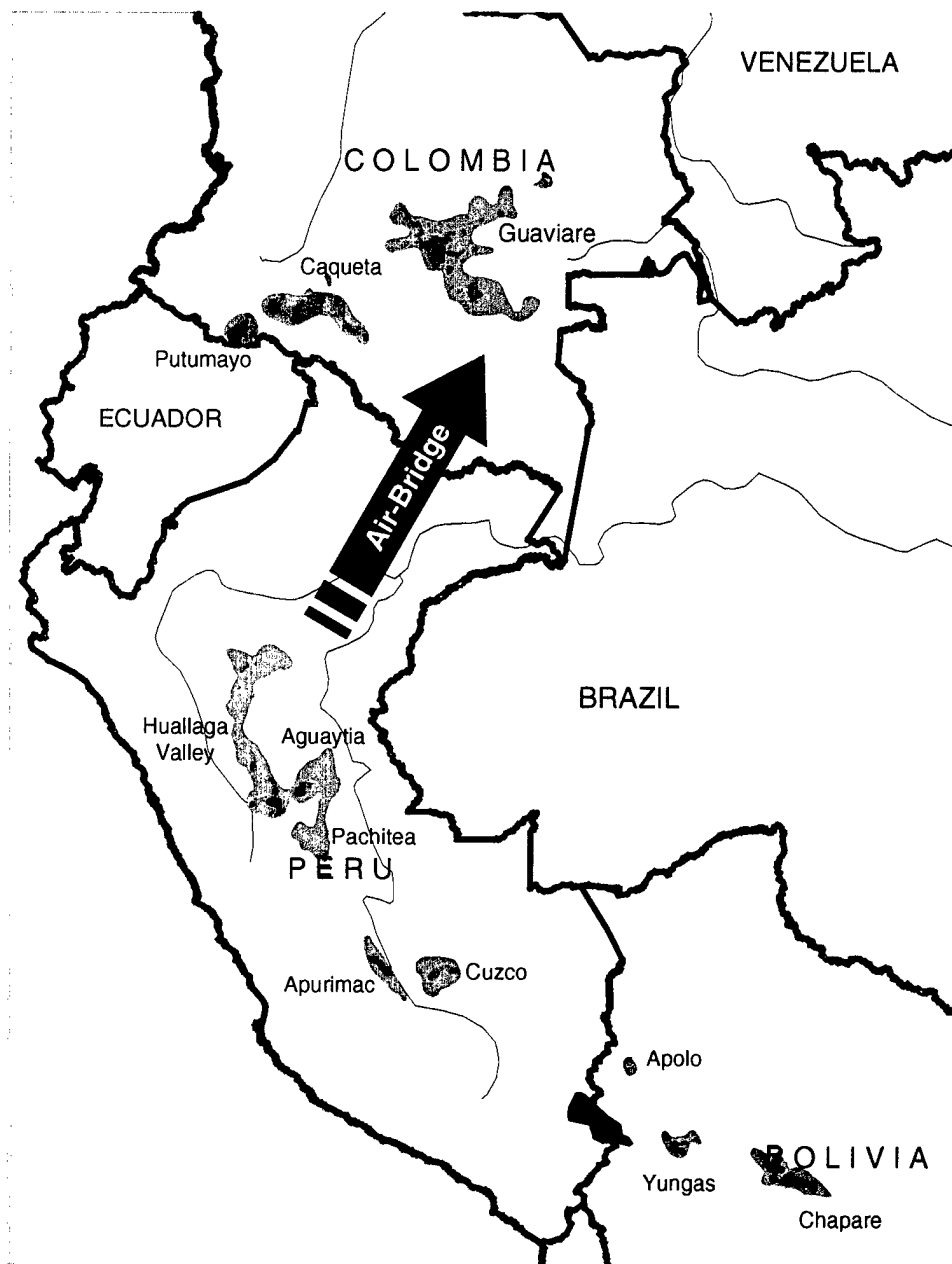 VENEZUELA
COLOMBIA
Guaviare
Caqueta
Putumayo
ECUADOR
Air-Bridge
BRAZIL
Huallaga
Valley
Aguaytia
Pachitea
PERU
Apurimac
Cuzco
Apolo
BOLIVIA
Yungas
Chapare